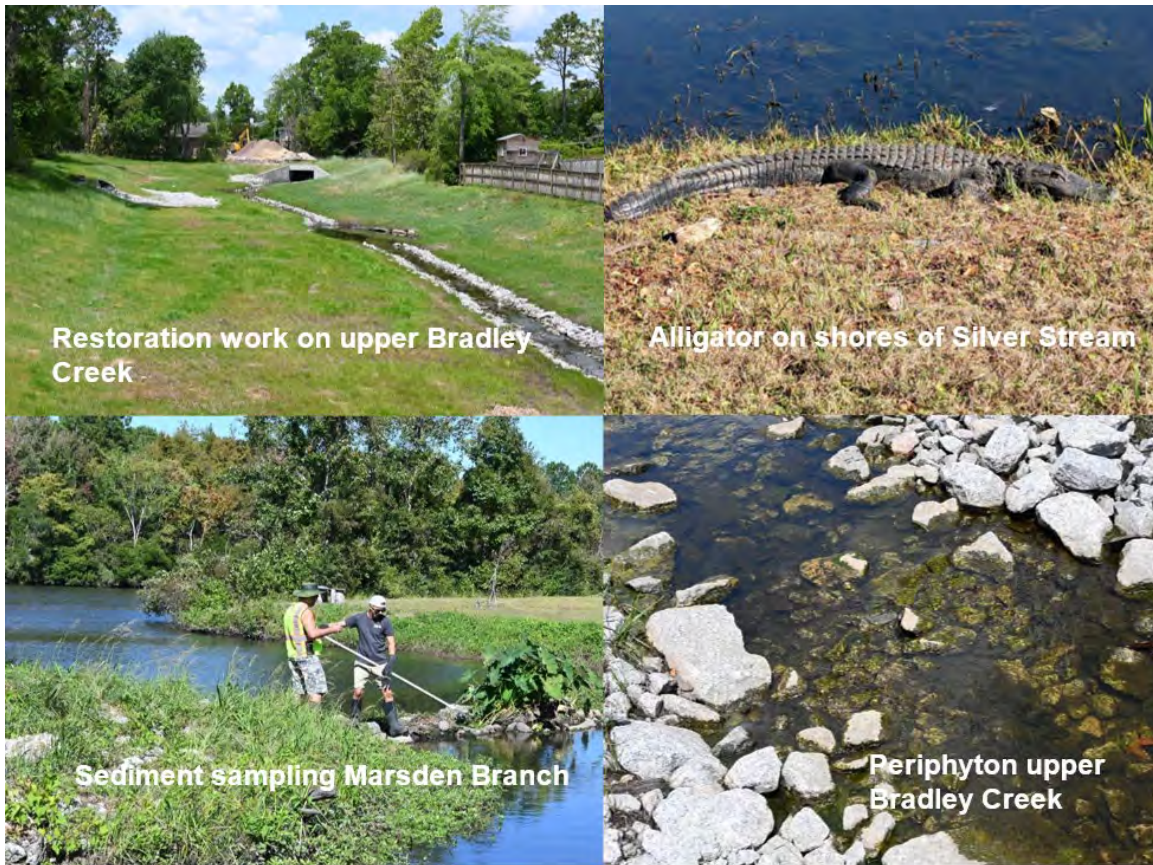 Restoration work on upper Bradley
Creek
Alligator on shores of Silver Stream
Sediment sampling Marsden Branch
Periphyton upper
Bradley Creek